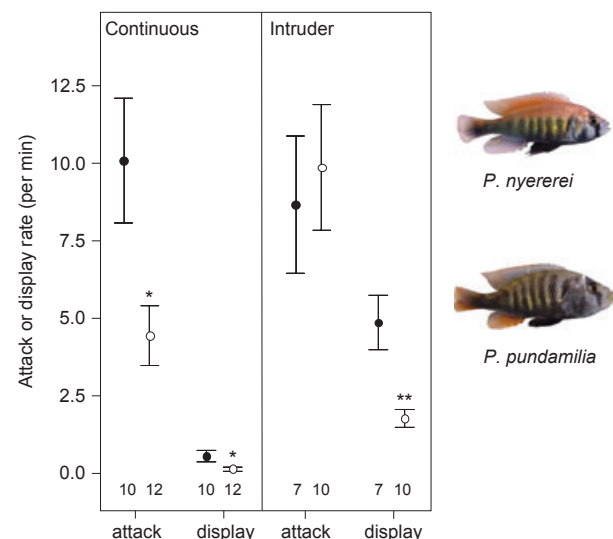 Continuous
Intruder
Attack or display rate (per min)
12.5
10.0
7.5
5.0
2.5
0.0
*
*
**
10 12 10 12 7 10 7 10
attack display attack display
P. nyererei
P. pundamilia